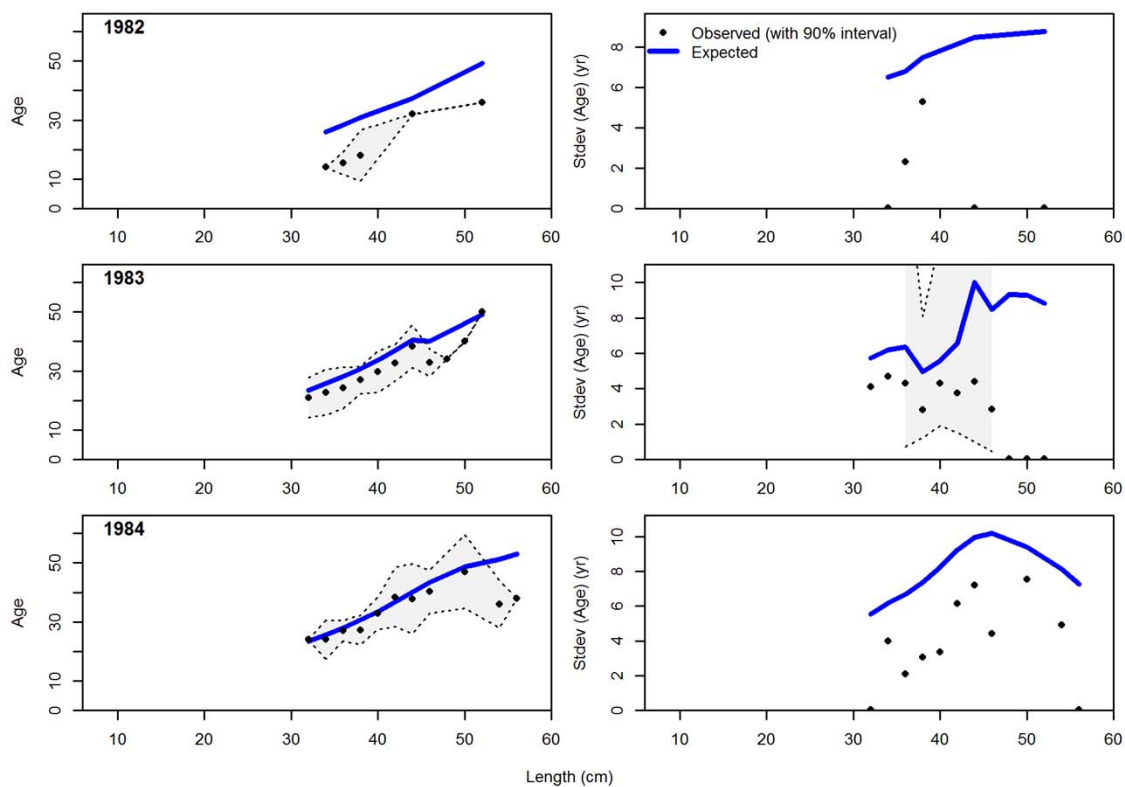 1982
Age
0 10 30 50
10 20 30 40 50 60
Observed (with 90% interval)
Expected
Stdev (Age) (yr)
0 2 4 6 8
10 20 30 40 50 60
1983
Age
0 10 30 50
10 20 30 40 50 60
Stdev (Age) (yr)
0 2 4 6 8 10
10 20 30 40 50 60
1984
Age
0 10 30 50
10 20 30 40 50 60
Stdev (Age) (yr)
0 2 4 6 8 10
10 20 30 40 50 60
Length (cm)